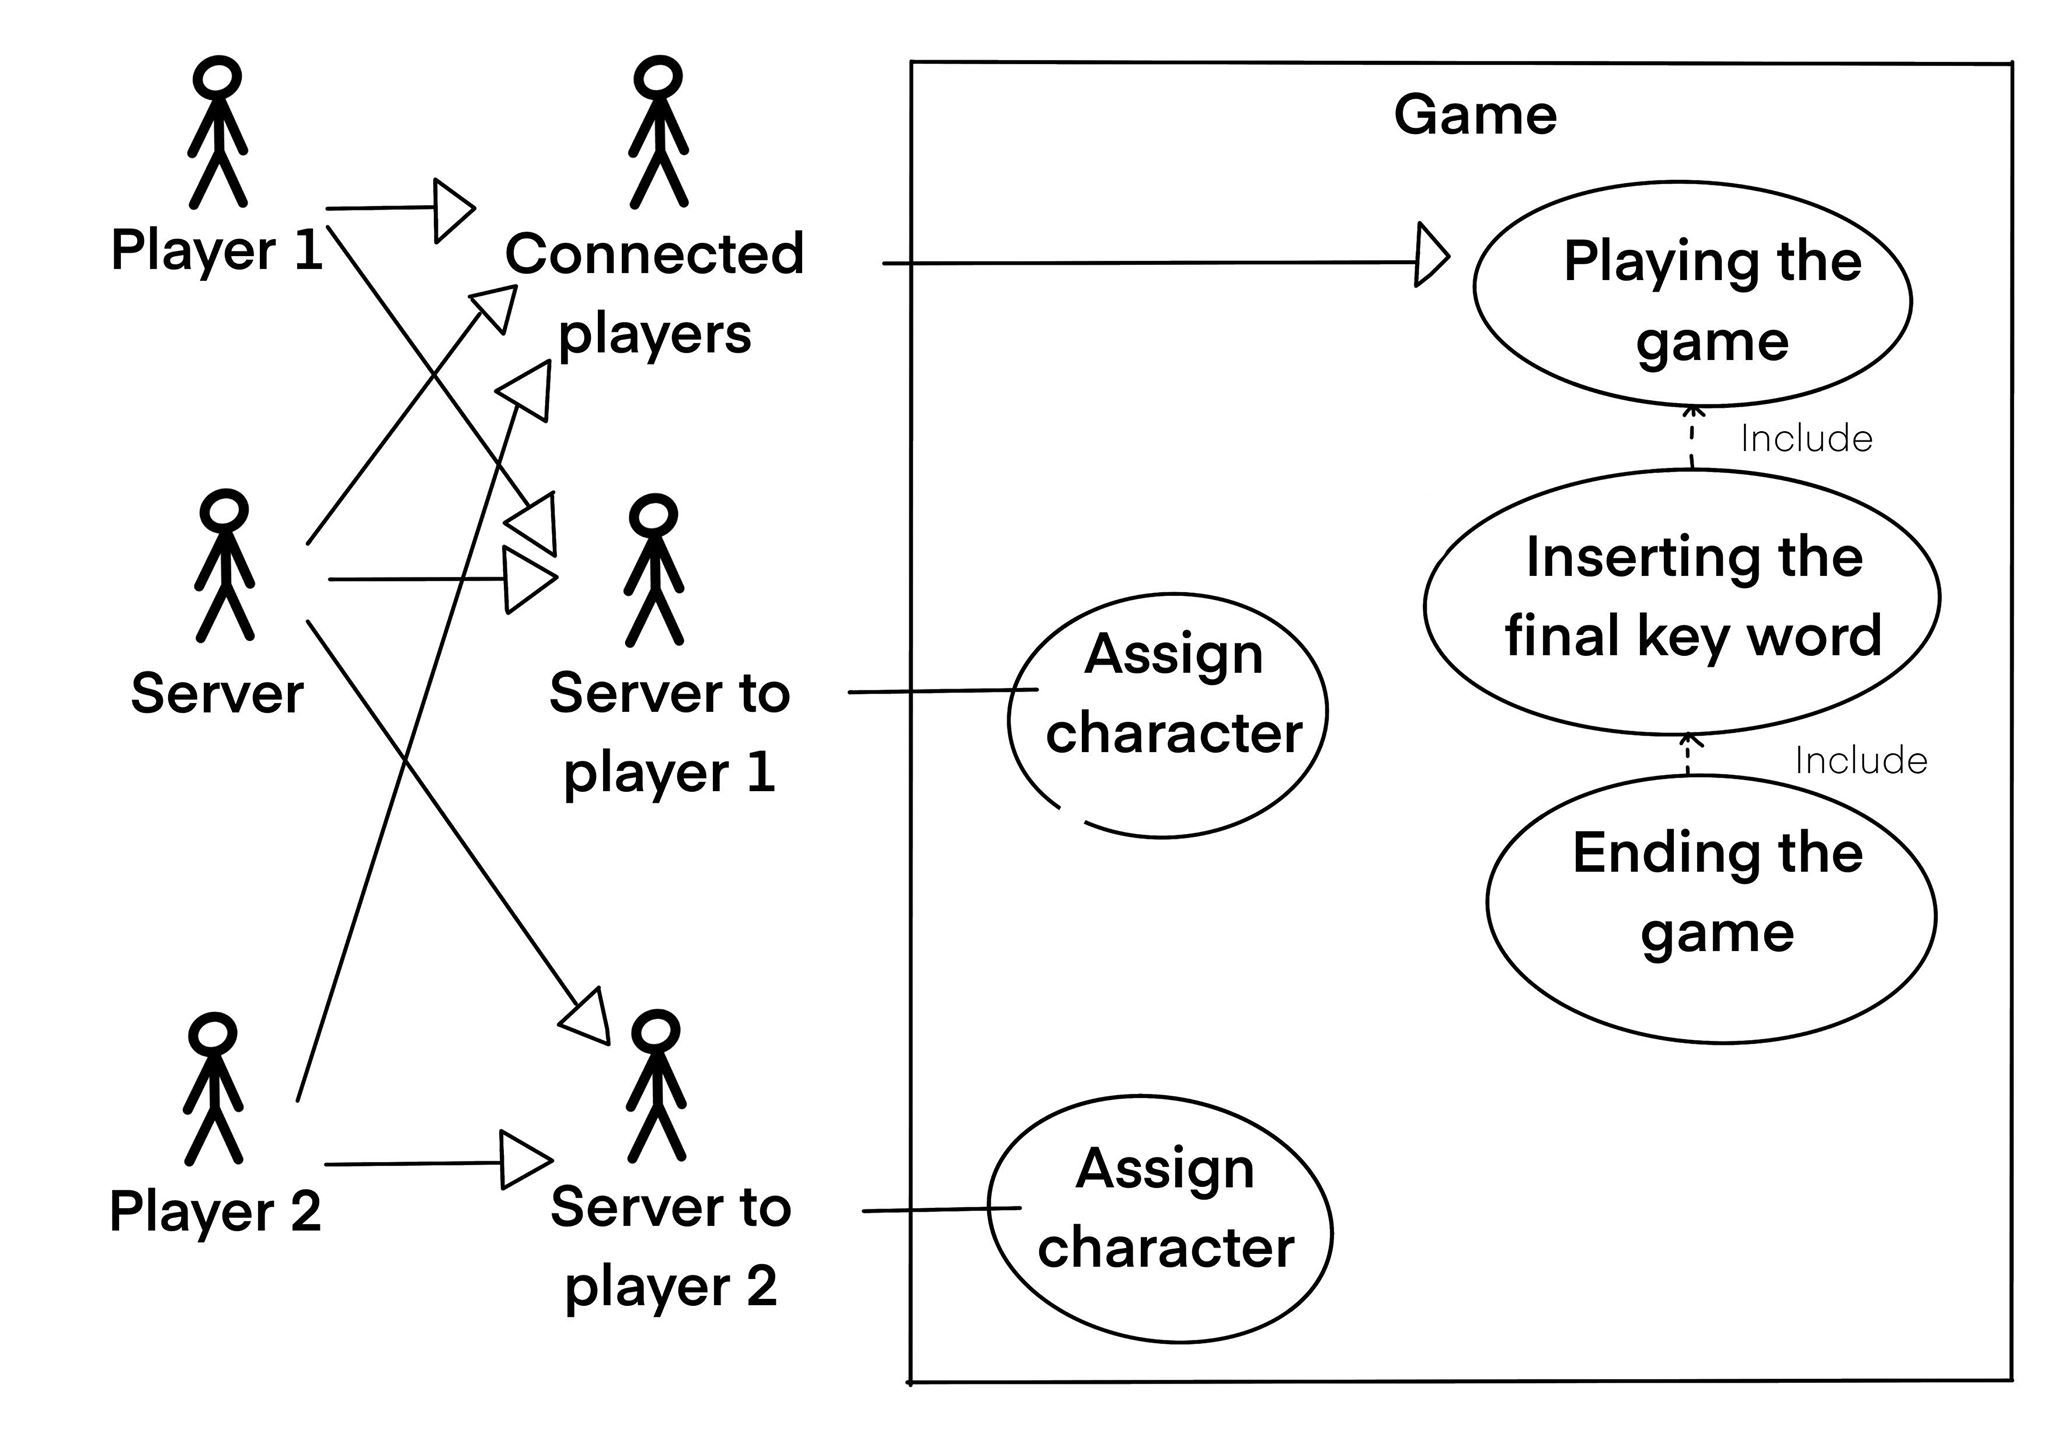 Game
Player 1
Connected
players
Playing the
game
Include
Inserting the
final key word
Server
Server to
player 1
Assign
character
Include
Ending the
game
Player 2
Server to
player 2
Assign
character